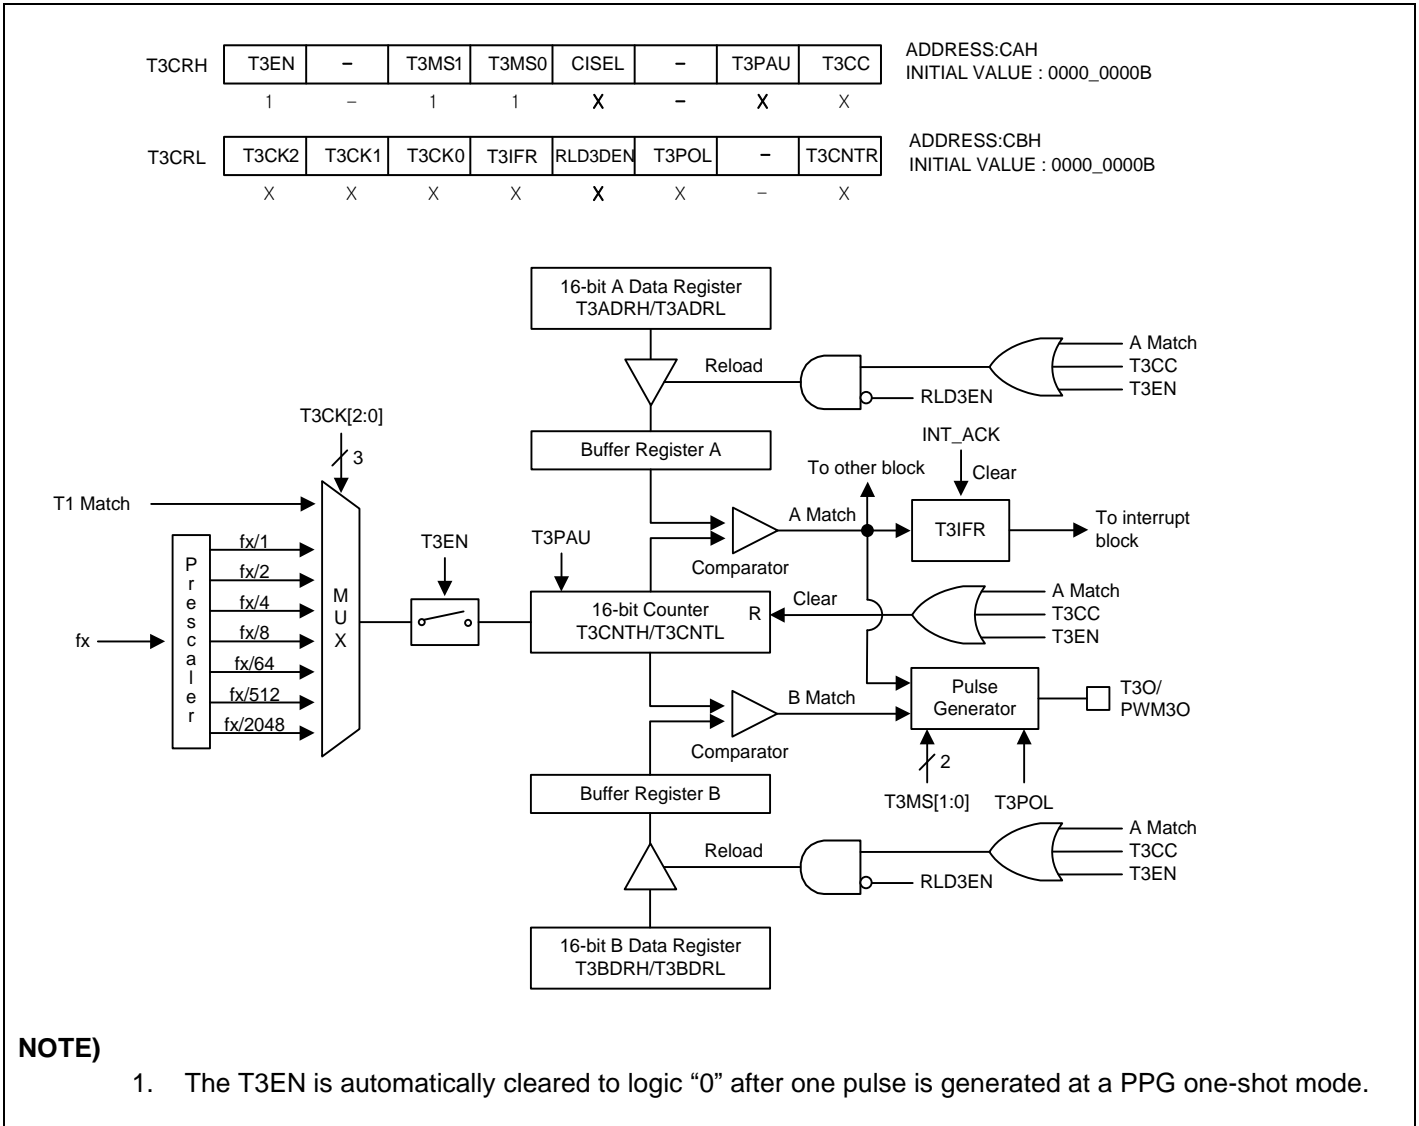 T3CRH T3EN – T3MS1 T3MS0 CISEL – T3PAU T3CC
ADDRESS:CAH
INITIAL VALUE : 0000_0000B
1 – 1 1 X – X X
T3CRL T3CK2 T3CK1 T3CK0 T3IFR RLD3DEN T3POL – T3CNTR
ADDRESS:CBH
INITIAL VALUE : 0000_0000B
X X X X X X – X
16-bit A Data Register
T3ADRH/T3ADRL
Reload
A Match
T3CC
T3EN
RLD3EN
T3CK[2:0]
3
Buffer Register A
INT_ACK
Clear
To other block
T1 Match
A Match
T3IFR
To interrupt
block
Comparator
Prescaler
fx
fx/1
fx/2
fx/4
fx/8
fx/64
fx/512
fx/2048
MUX
T3EN
T3PAU
16-bit Counter
T3CNTH/T3CNTL
R
Clear
A Match
T3CC
T3EN
B Match
Comparator
Pulse
Generator
T3O/
PWM3O
2
T3MS[1:0]
T3POL
Buffer Register B
Reload
A Match
T3CC
T3EN
RLD3EN
16-bit B Data Register
T3BDRH/T3BDRL
NOTE)
1. The T3EN is automatically cleared to logic “0” after one pulse is generated at a PPG one-shot mode.